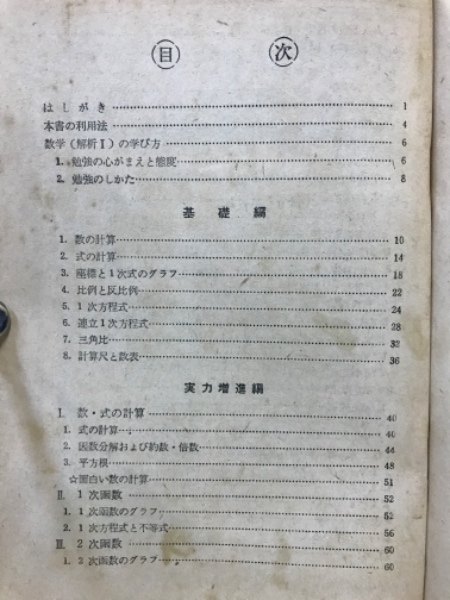 目 次
はしがき……………………1
本書の利用法……………………4
数学(解析Ⅰ)の学び方……………………6
1. 勉強の心がまえと態度……………………6
2. 勉強のしかた……………………8
基礎編
1. 数の計算……………………10
2. 式の計算……………………14
3. 座標と1次式のグラフ……………………18
4. 比例と反比例……………………22
5. 1次方程式……………………24
6. 連立1次方程式……………………28
7. 三角比……………………32
8. 計算尺と数表……………………36
実力増進編
Ⅰ. 数・式の計算……………………40
1. 式の計算……………………40
2. 因数分解および約数・倍数……………………44
3. 平方根……………………48
☆面白い数の計算……………………51
Ⅱ. 1次函数……………………52
1. 1次函数のグラフ……………………52
2. 1次方程式と不等式……………………56
Ⅲ. 2次函数……………………60
1. 2次函数のグラフ……………………60